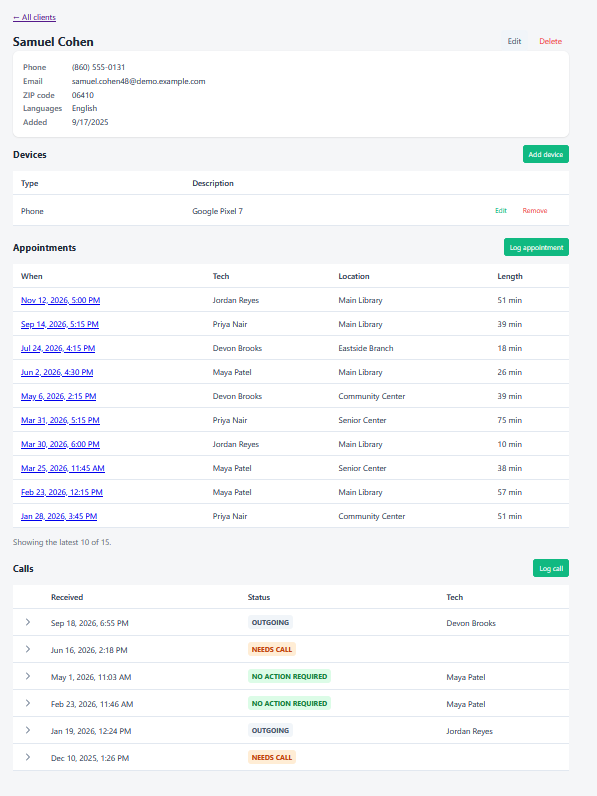 ← All clients
Samuel Cohen Edit Delete
Phone (860) 555-0131
Email samuel.cohen48@demo.example.com
ZIP code 06410
Languages English
Added 9/17/2025
Devices Add device
Type Description
Phone Google Pixel 7 Edit Remove
Appointments Log appointment
When Tech Location Length
Nov 12, 2026, 5:00 PM Jordan Reyes Main Library 51 min
Sep 14, 2026, 5:15 PM Priya Nair Main Library 39 min
Jul 24, 2026, 4:15 PM Devon Brooks Eastside Branch 18 min
Jun 2, 2026, 4:30 PM Maya Patel Main Library 26 min
May 6, 2026, 2:15 PM Devon Brooks Community Center 39 min
Mar 31, 2026, 5:15 PM Priya Nair Senior Center 75 min
Mar 30, 2026, 6:00 PM Jordan Reyes Main Library 10 min
Mar 25, 2026, 11:45 AM Maya Patel Senior Center 38 min
Feb 23, 2026, 12:15 PM Maya Patel Main Library 57 min
Jan 28, 2026, 3:45 PM Priya Nair Community Center 51 min
Showing the latest 10 of 15.
Calls Log call
Received Status Tech
Sep 18, 2026, 6:55 PM OUTGOING Devon Brooks
Jun 16, 2026, 2:18 PM NEEDS CALL
May 1, 2026, 11:03 AM NO ACTION REQUIRED Maya Patel
Feb 23, 2026, 11:46 AM NO ACTION REQUIRED Maya Patel
Jan 19, 2026, 12:24 PM OUTGOING Jordan Reyes
Dec 10, 2025, 1:26 PM NEEDS CALL